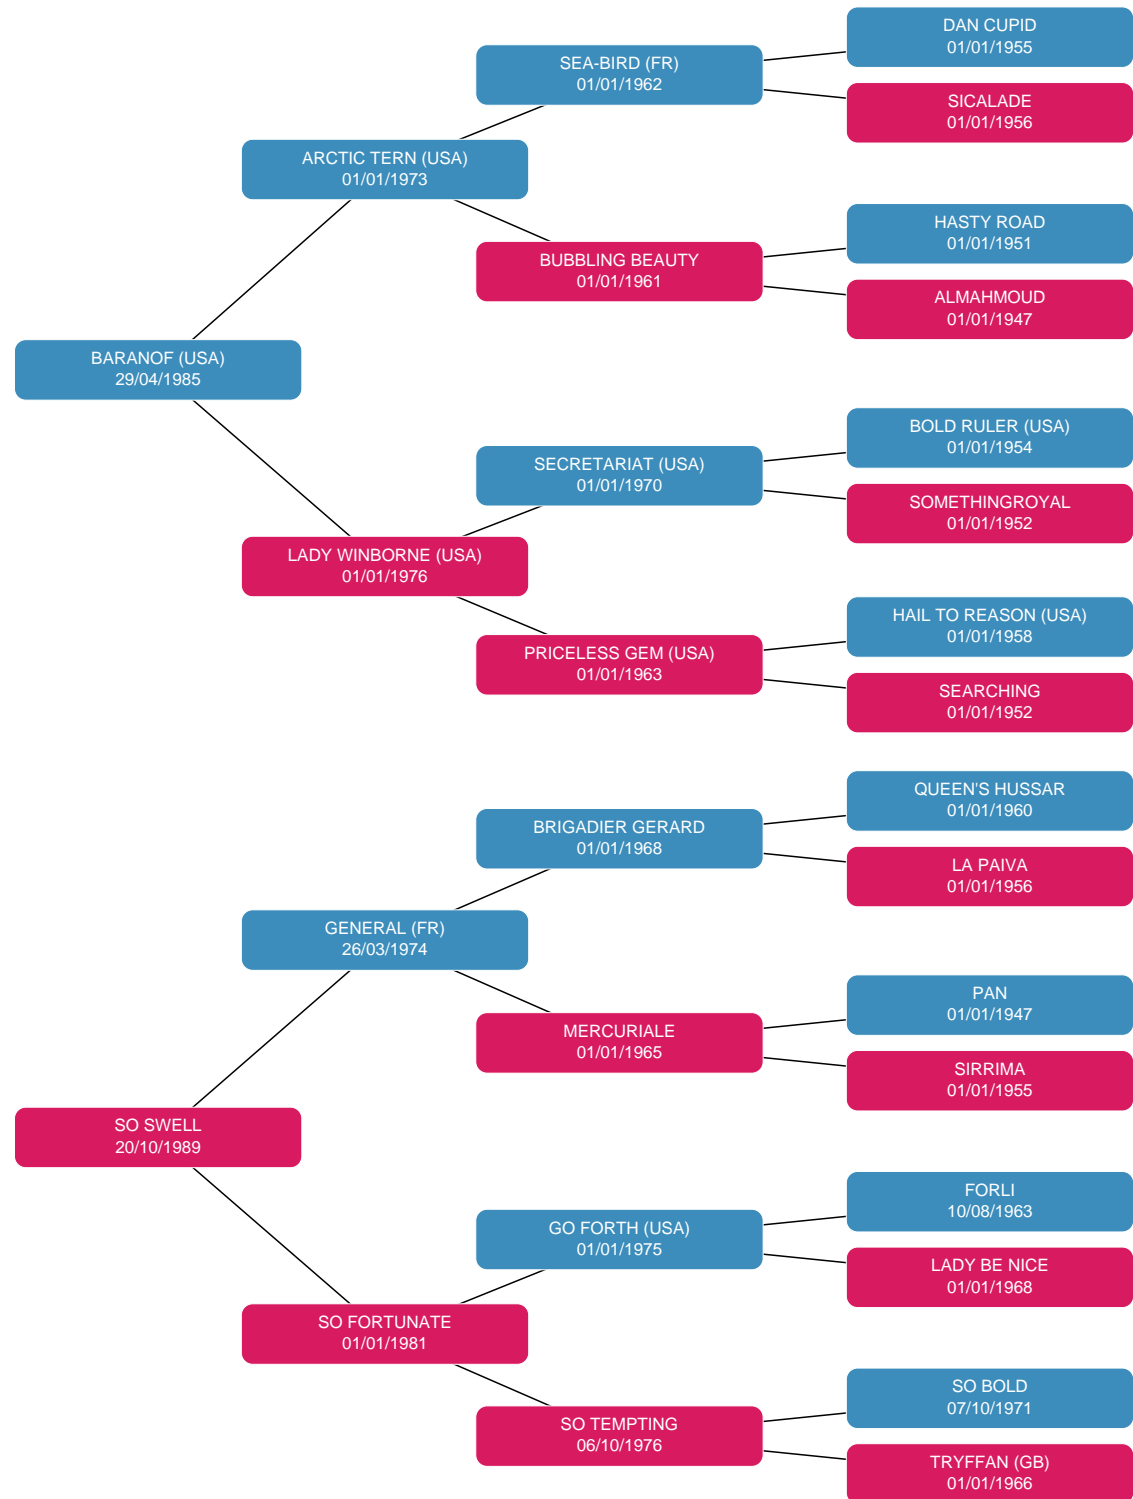 DAN CUPID
01/01/1955
SEA-BIRD (FR)
01/01/1962
SICALADE
01/01/1956
ARCTIC TERN (USA)
01/01/1973
HASTY ROAD
01/01/1951
BUBBLING BEAUTY
01/01/1961
ALMAHMOUD
01/01/1947
BARANOF (USA)
29/04/1985
BOLD RULER (USA)
01/01/1954
SECRETARIAT (USA)
01/01/1970
SOMETHINGROYAL
01/01/1952
LADY WINBORNE (USA)
01/01/1976
HAIL TO REASON (USA)
01/01/1958
PRICELESS GEM (USA)
01/01/1963
SEARCHING
01/01/1952
QUEEN'S HUSSAR
01/01/1960
BRIGADIER GERARD
01/01/1968
LA PAIVA
01/01/1956
GENERAL (FR)
26/03/1974
PAN
01/01/1947
MERCURIALE
01/01/1965
SIRRIMA
01/01/1955
SO SWELL
20/10/1989
FORLI
10/08/1963
GO FORTH (USA)
01/01/1975
LADY BE NICE
01/01/1968
SO FORTUNATE
01/01/1981
SO BOLD
07/10/1971
SO TEMPTING
06/10/1976
TRYFFAN (GB)
01/01/1966